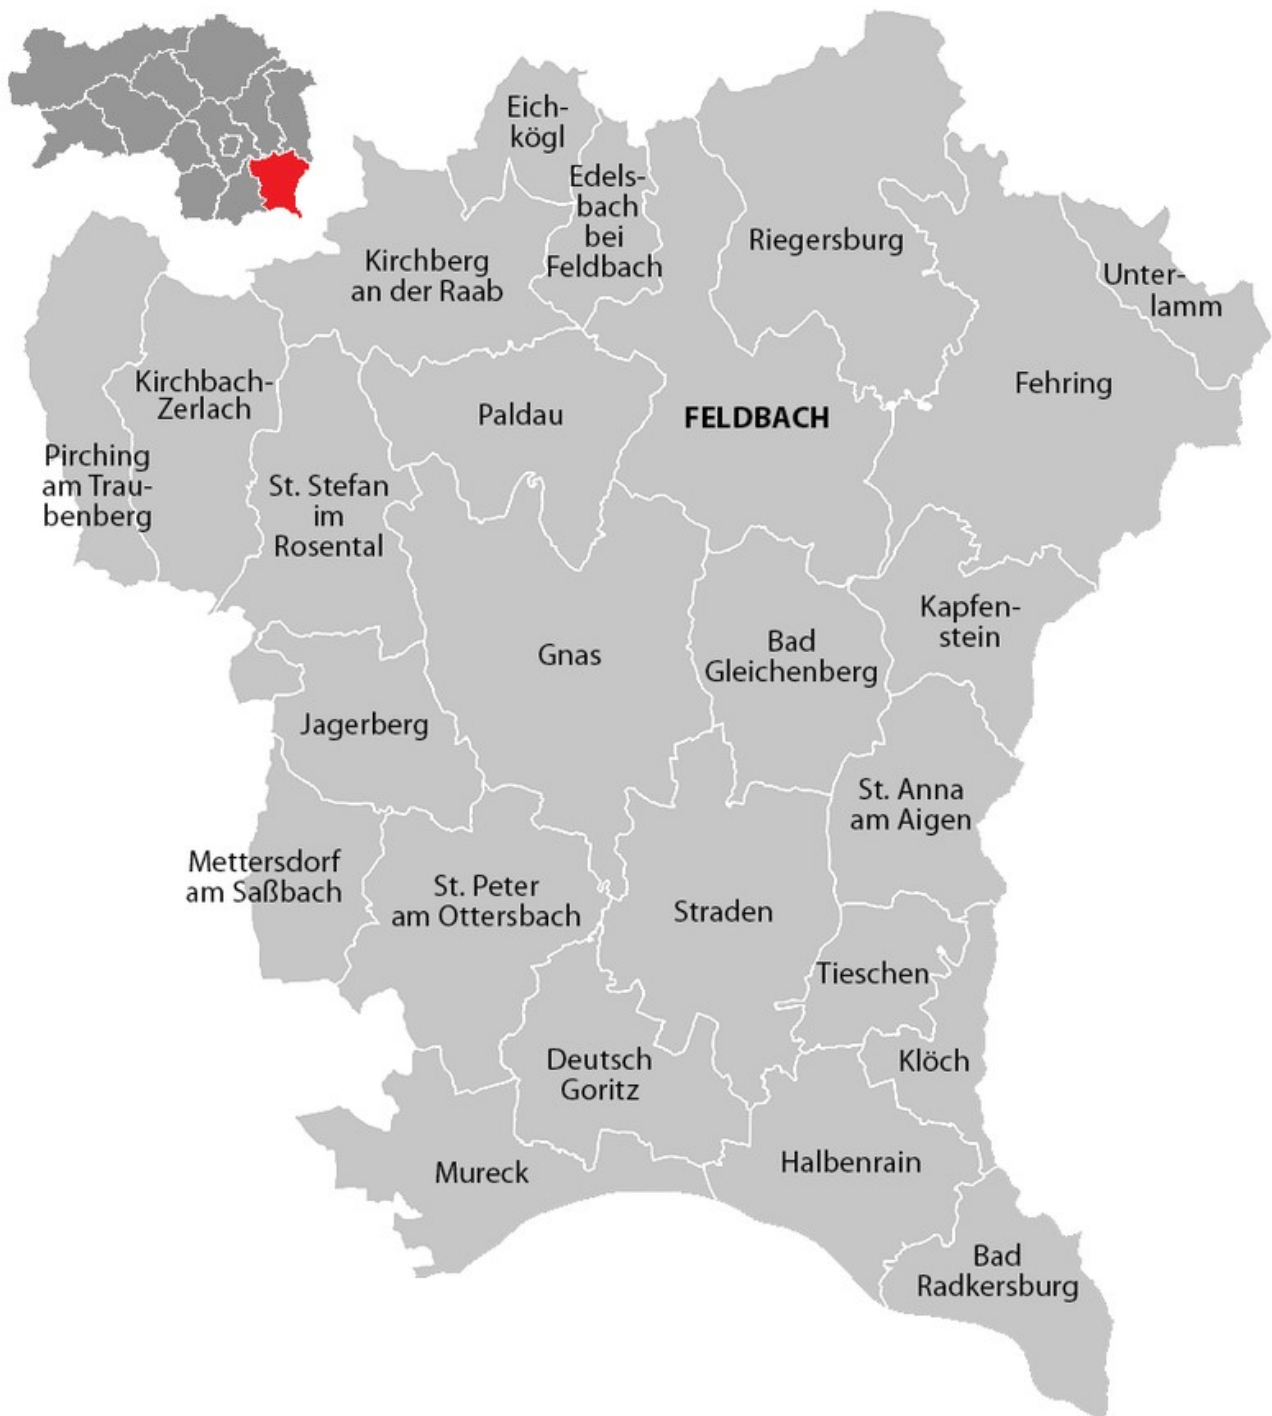 Eich-
kögl
Edels-
bach
bei
Feldbach
Riegersburg
Kirchberg
an der Raab
Unter-
lamm
Kirchbach-
Zerlach
Paldau
FELDBACH
Fehring
Pirching
am Trau-
benberg
St. Stefan
im
Rosental
Kapfen-
stein
Gnas
Bad
Gleichenberg
Jagerberg
St. Anna
am Aigen
Mettersdorf
am Saßbach
St. Peter
am Ottersbach
Straden
Tieschen
Deutsch
Goritz
Klöch
Mureck
Halbenrain
Bad
Radkersburg